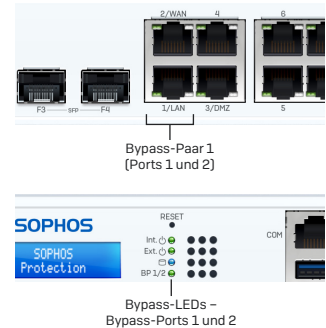 2/WAN 4 6
F3 SFP F4 1/LAN 3/DMZ 5
Bypass-Paar 1
(Ports 1 und 2)
SOPHOS
RESET
Int.
COM
SOPHOS
Ext.
Protection
BP 1/2
Bypass-LEDs –
Bypass-Ports 1 und 2